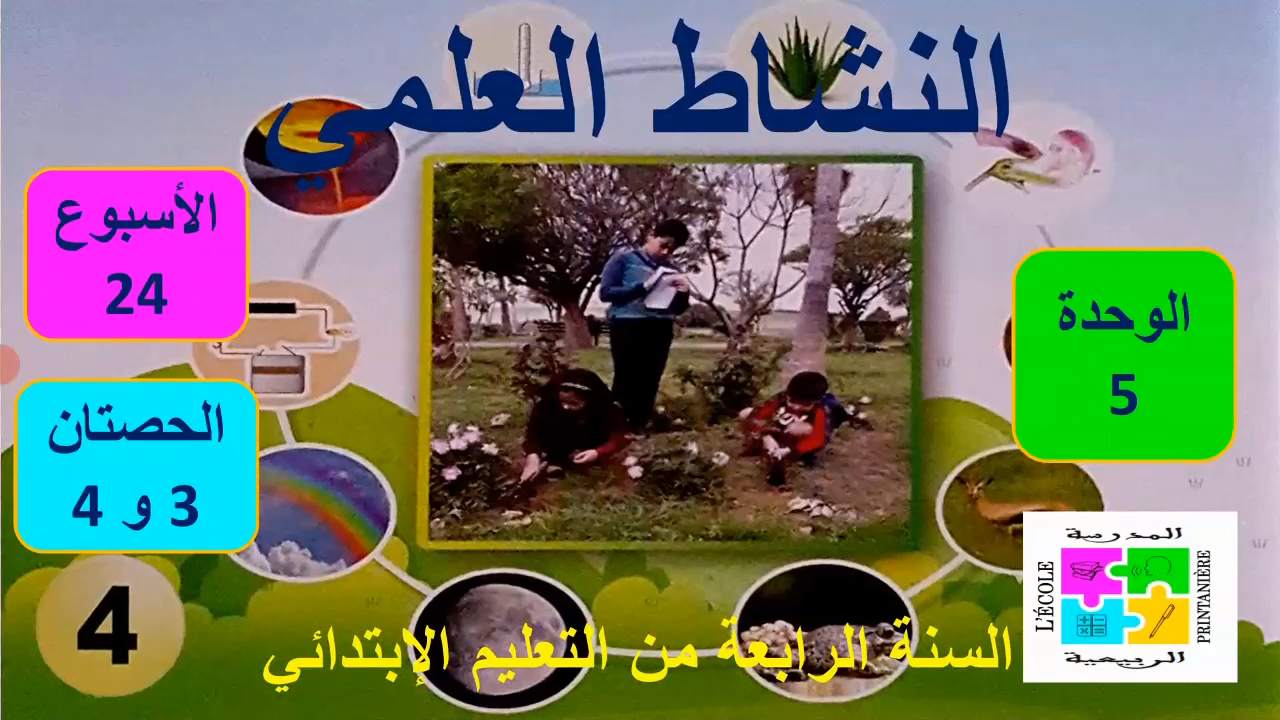 النشاط العلمي
الأسبوع
24
الوحدة
5
الحصتان
3 و 4
4
المدرسة
L'ÉCOLE
PRINTANIÈRE
الربيعية
السنة الرابعة من التعليم الإبتدائي